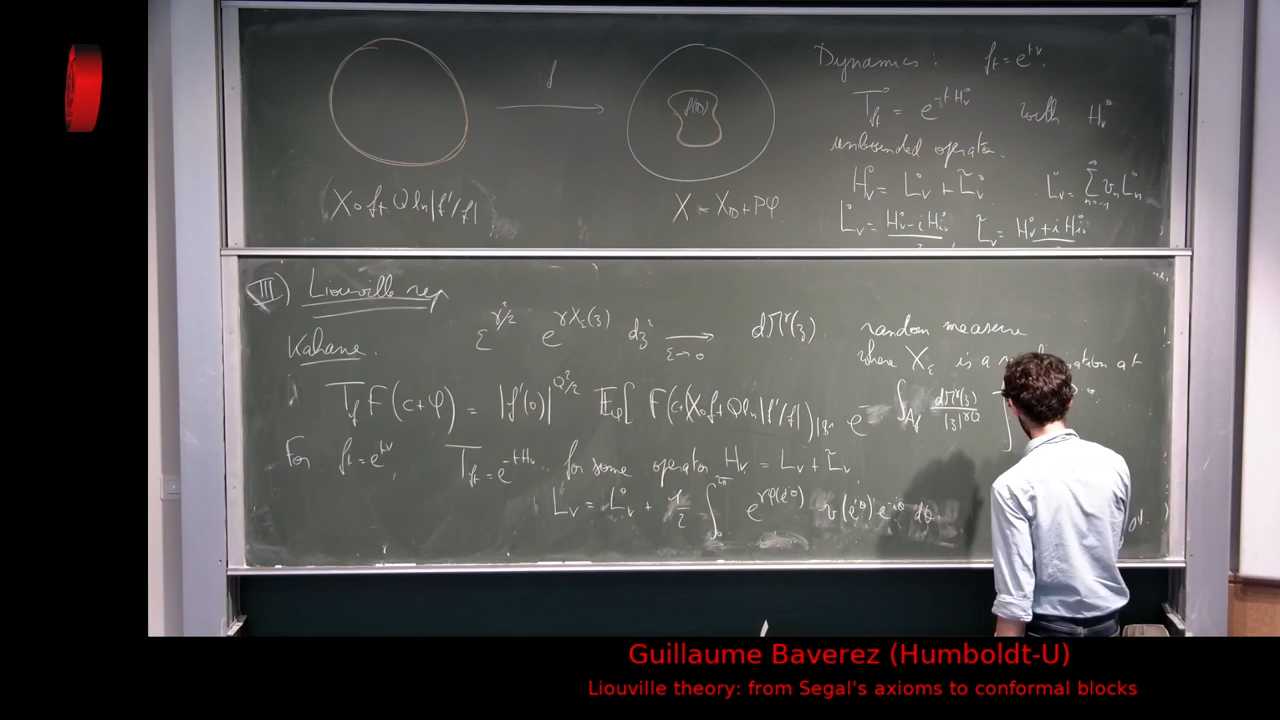 f
f(D)
X∘f + Q ln|f'/f|
X = X_D + Pφ
Dynamics : f_t = e^{tv}.
T°_{f_t} = e^{-tH°_v} with H°_v
unbounded operator.
H°_v = L°_v + L̃°_v L°_v = Σ_{n=-1}^∞ v_n L°_n
L°_v = (H°_v - iH°_{iv})/2, L̃_v = (H°_v + iH°_{iv})
III) Liouville rep
Kahane. ε^{γ²/2} e^{γX_ε(z)} dz² →_{ε→0} dM^γ(z). random measure
where X_ε is a at
T_f F(c+φ) = |f'(0)|^{Q²/2} E_φ[ F(c+X∘f+Q ln|f'/f|)|_{S¹} e^{- ∫_{A_f} dM^γ(z)/|z|^{γQ}} ]
For f_t = e^{tv}, T_{f_t} = e^{-tH_v} for some operator H_v = L_v + L̃_v
L_v = L°_v + 1/2 ∫_0^{2π} e^{γφ(e^{iθ})} v(e^{iθ}) e^{-iθ} dθ
Guillaume Baverez (Humboldt-U)
Liouville theory: from Segal's axioms to conformal blocks